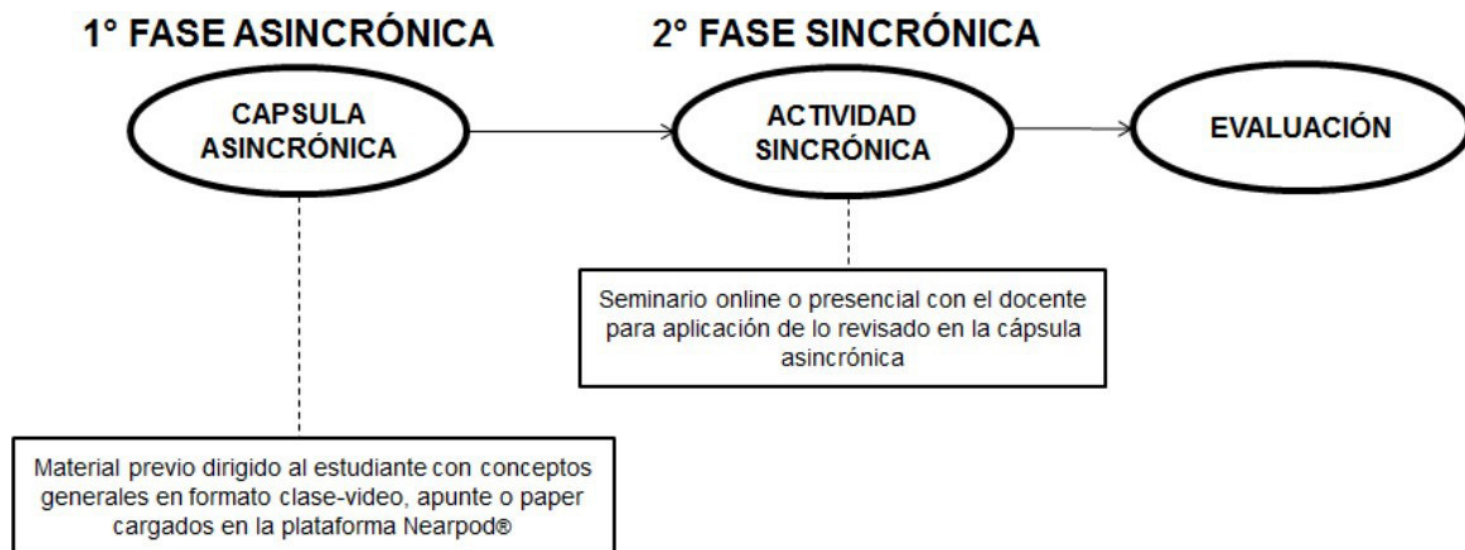 1° FASE ASINCRÓNICA
2° FASE SINCRÓNICA
CAPSULA
ASINCRÓNICA
ACTIVIDAD
SINCRÓNICA
EVALUACIÓN
Seminario online o presencial con el docente
para aplicación de lo revisado en la cápsula
asincrónica
Material previo dirigido al estudiante con conceptos
generales en formato clase-video, apunte o paper
cargados en la plataforma Nearpod®